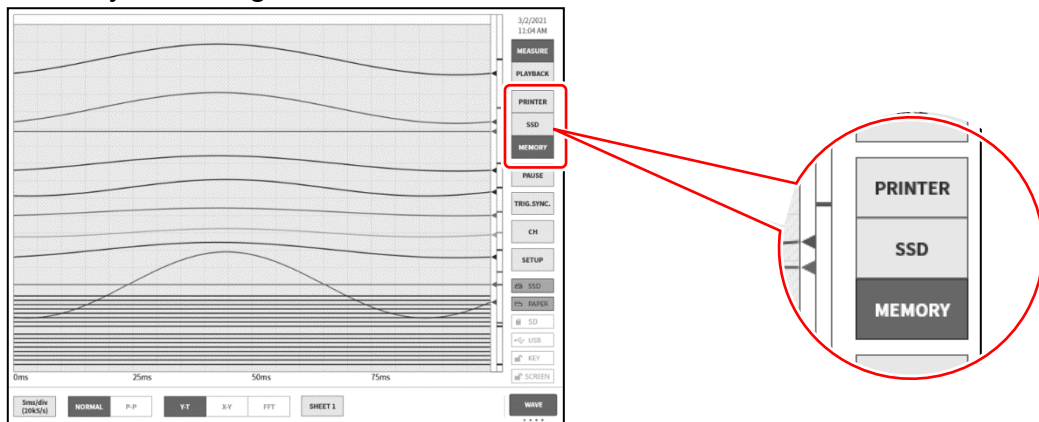 3/2/2021
11:04 AM
MEASURE
PLAYBACK
PRINTER
SSD
MEMORY
PAUSE
TRIG.SYNC.
CH
SETUP
SSD
PAPER
SD
USB
KEY
SCREEN
0ms 25ms 50ms 75ms
5ms/div
(20kS/s)
NORMAL P-P Y-T X-Y FFT SHEET 1 WAVE
PRINTER
SSD
MEMORY